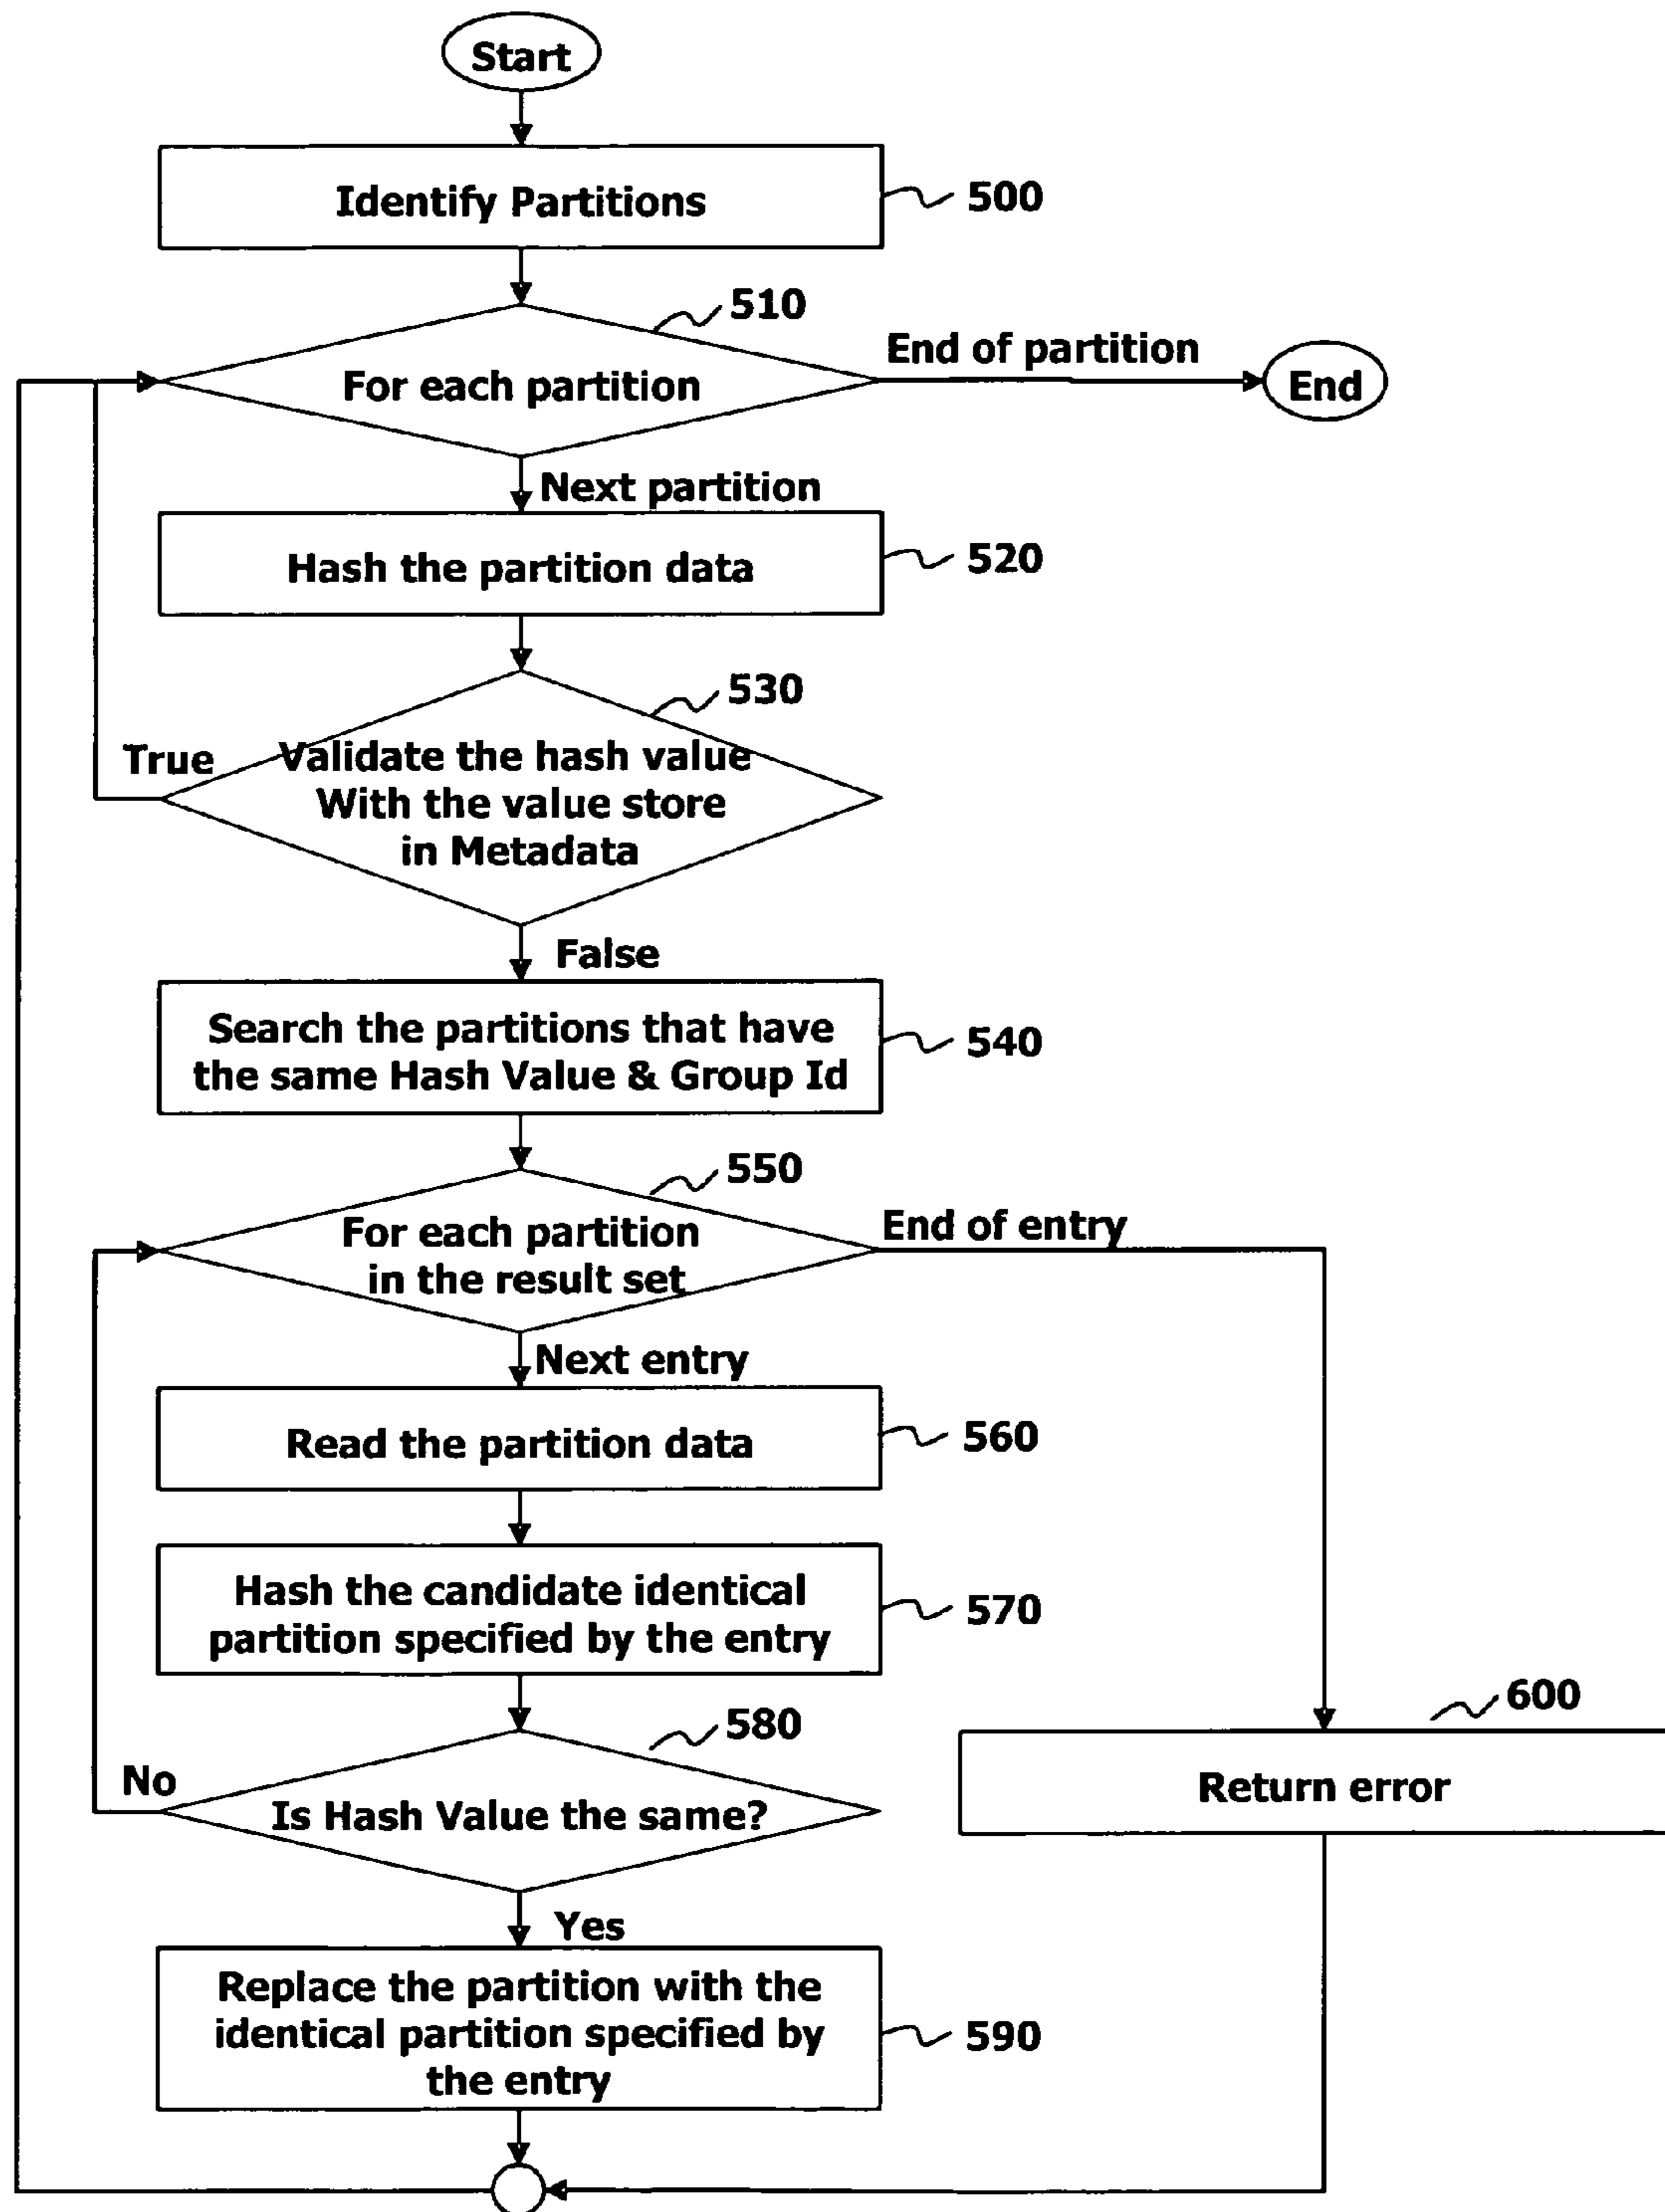 Start
Identify Partitions
500
510
For each partition
End of partition
End
Next partition
Hash the partition data
520
530
True
Validate the hash value
With the value store
in Metadata
False
Search the partitions that have
the same Hash Value & Group Id
540
550
For each partition
in the result set
End of entry
Next entry
Read the partition data
560
Hash the candidate identical
partition specified by the entry
570
580
No
Is Hash Value the same?
600
Return error
Yes
Replace the partition with the
identical partition specified by
the entry
590